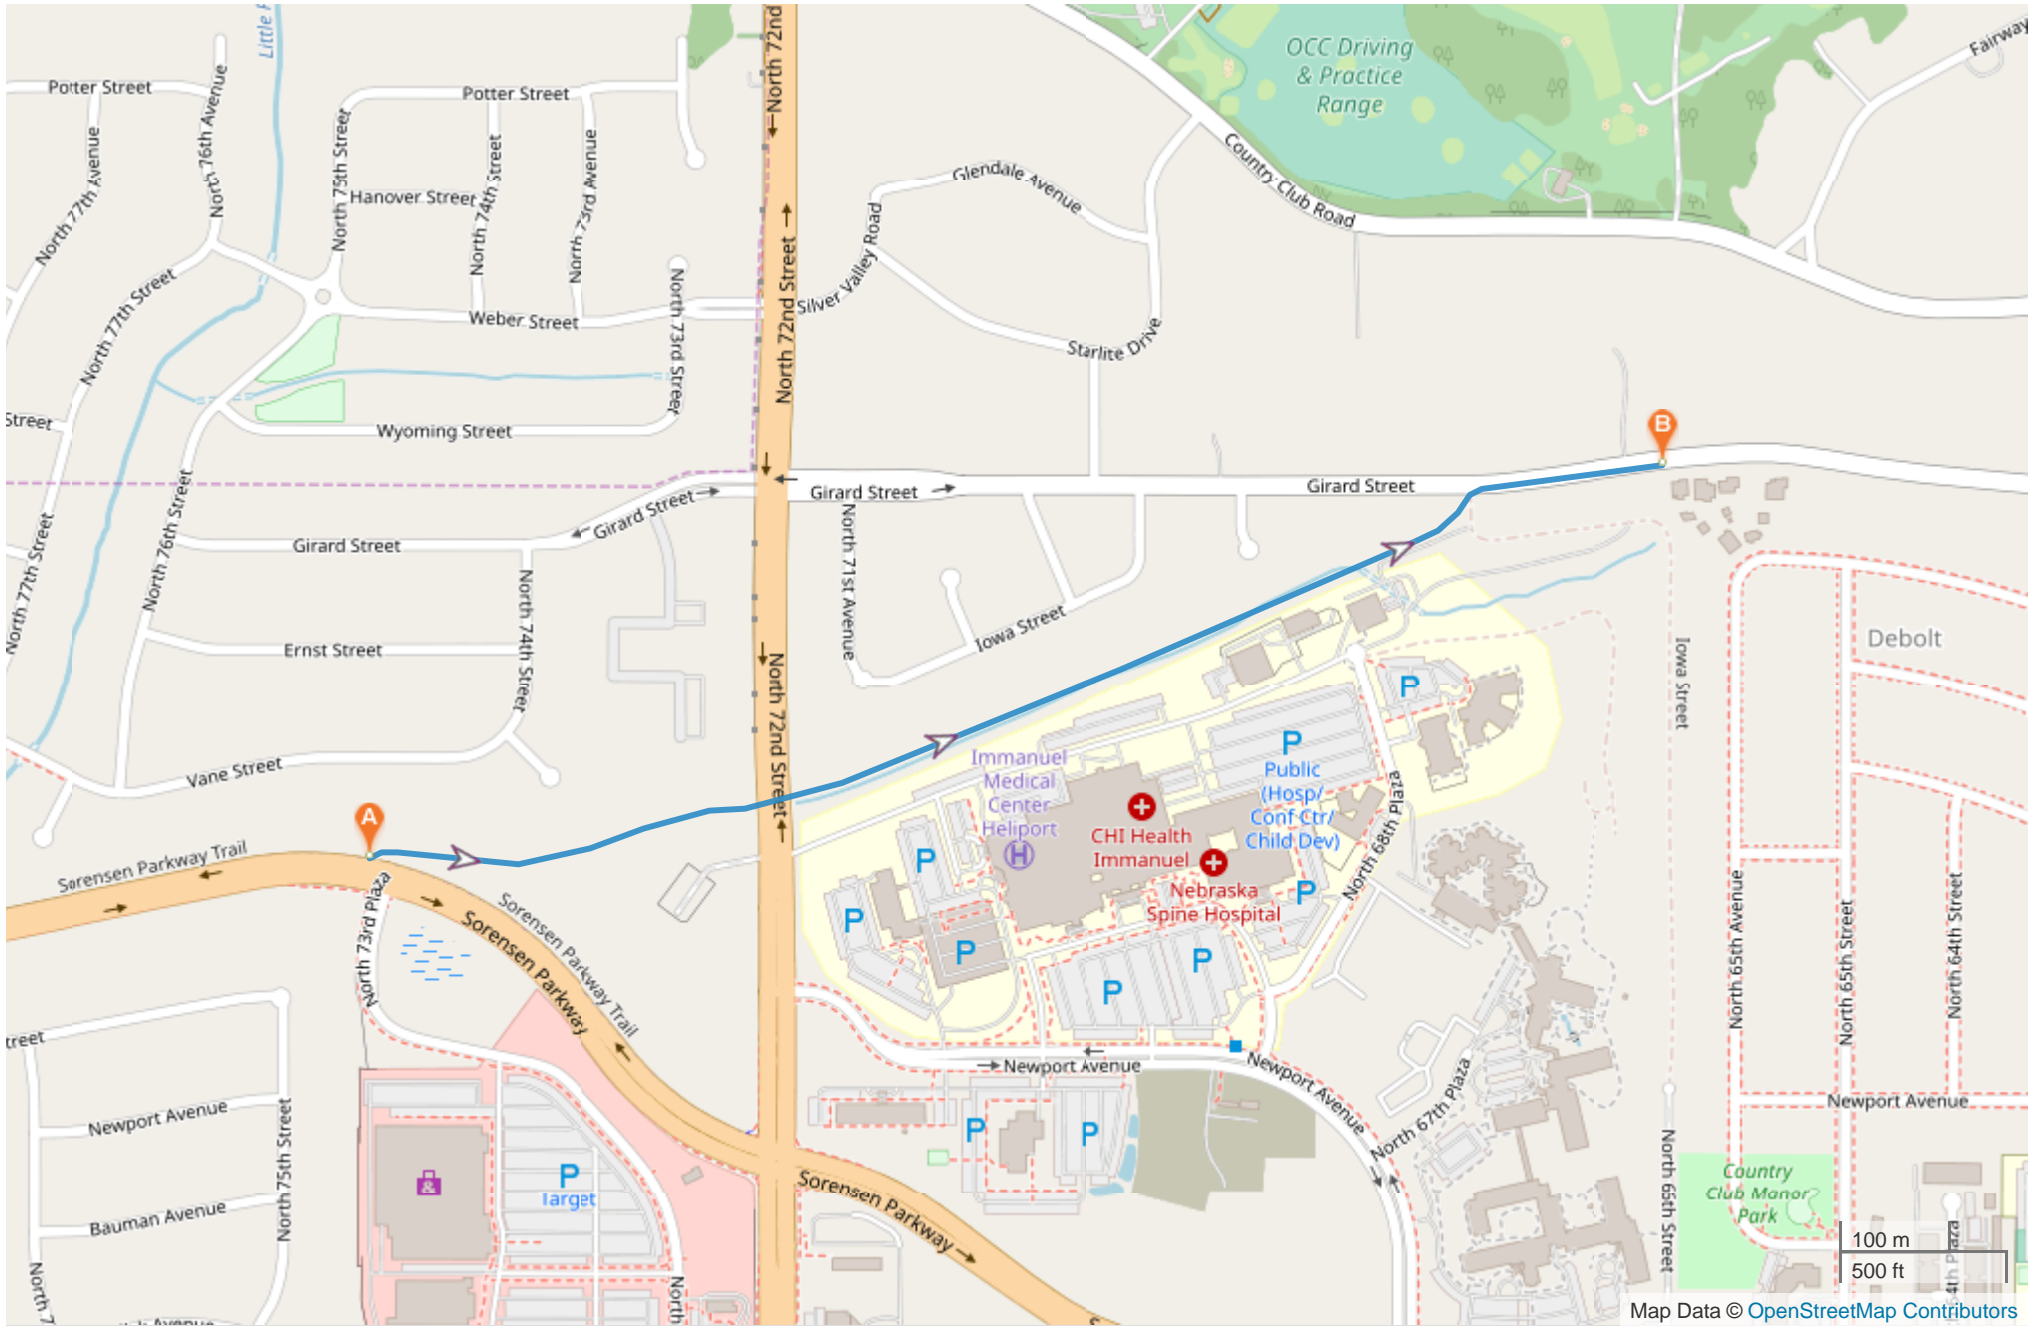 Little
North 72nd
Fairway
Potter Street
North 76th Avenue
Potter Street
OCC Driving
& Practice
Range
North 77th Avenue
North 75th Street
Hanover Street
North 74th Street
North 73rd Avenue
Glendale Avenue
Country Club Road
Silver Valley Road
North 72nd Street
North 77th Street
Weber Street
North 73rd Street
Starlite Drive
Street
Wyoming Street
B
North 76th Street
Girard Street
Girard Street
Girard Street
Girard Street
North 77th Street
North 74th Street
North 71st Avenue
Iowa Street
Ernst Street
Iowa Street
Debolt
North 72nd Street
P
Vane Street
Immanuel
Medical
Center
Heliport
H
P
Public
(Hosp/
Conf Ctr/
Child Dev)
CHI Health
Immanuel
Nebraska
Spine Hospital
North 68th Plaza
A
Sorensen Parkway Trail
North 73rd Plaza
Sorensen Parkway
Sorensen Parkway Trail
P
P
P
P
P
P
North 65th Avenue
North 65th Street
North 64th Street
Newport Avenue
Newport Avenue
North 67th Plaza
Newport Avenue
Newport Avenue
North 75th Street
Bauman Avenue
P
Target
P
P
Sorensen Parkway
North 65th Street
Country
Club Manor
Park
North
North 7
100 m
500 ft
Map Data © OpenStreetMap Contributors